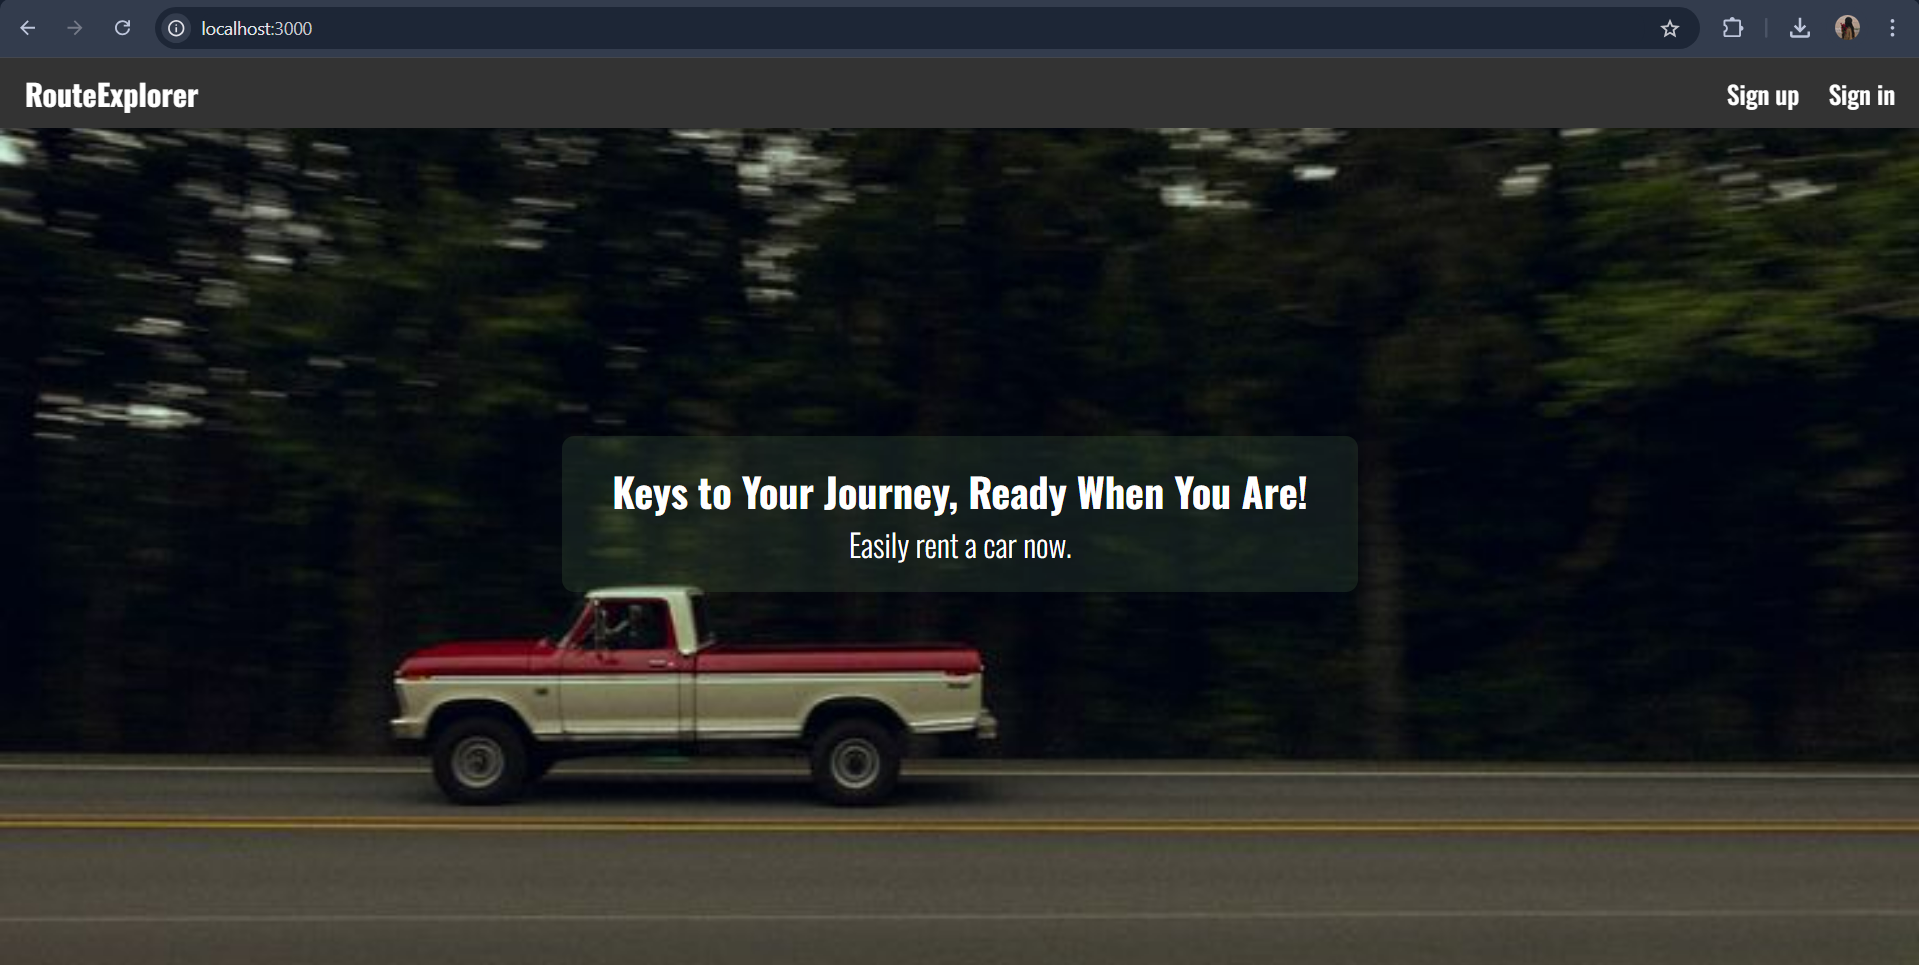 localhost:3000
RouteExplorer
Sign up
Sign in
Keys to Your Journey, Ready When You Are!
Easily rent a car now.